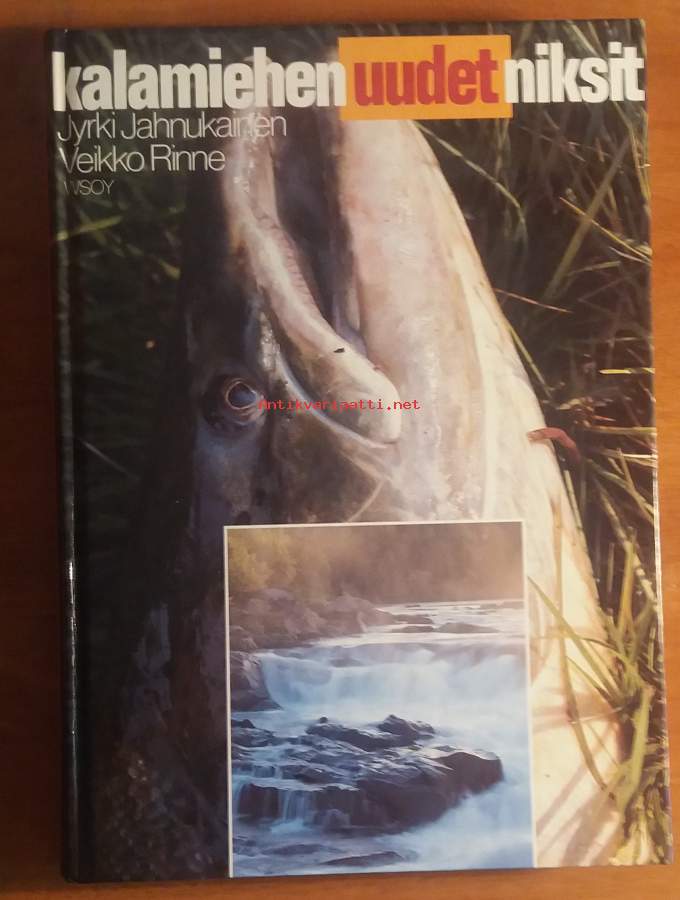 kalamiehen uudet niksit
Jyrki Jahnukainen
Veikko Rinne
WSOY
Antikvariaatti.net